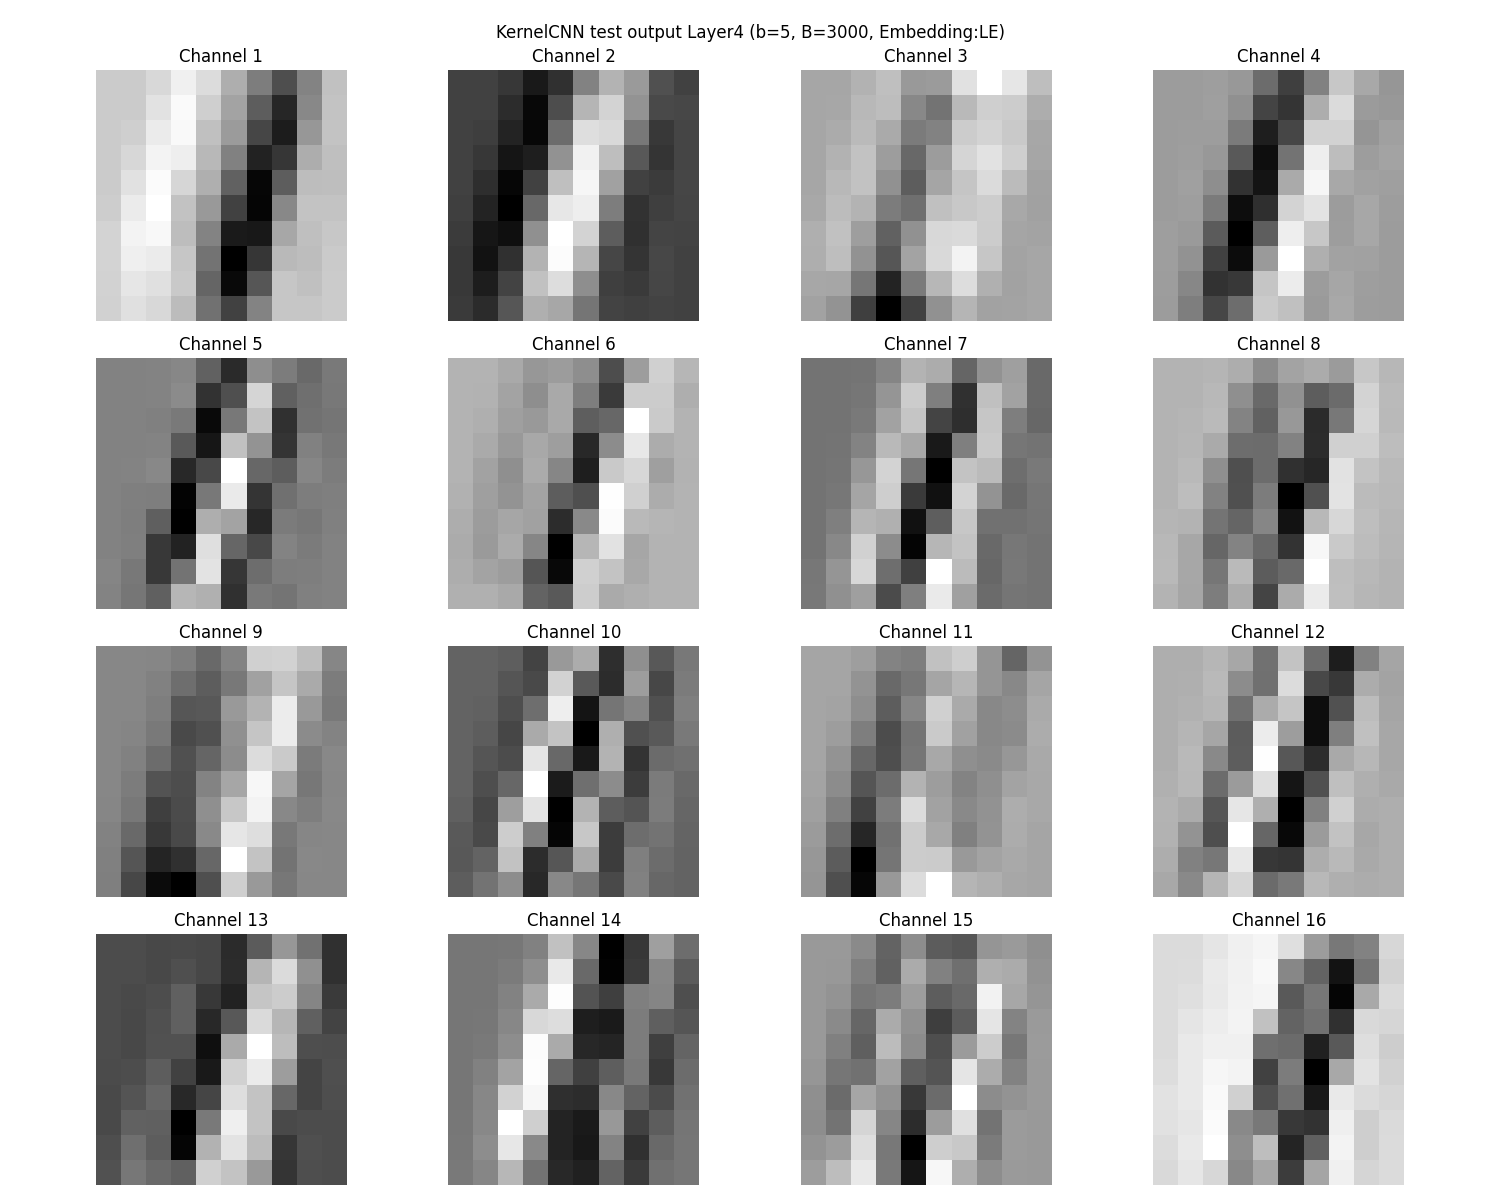 KernelCNN test output Layer4 (b=5, B=3000, Embedding:LE)
Channel 1
Channel 2
Channel 3
Channel 4
Channel 5
Channel 6
Channel 7
Channel 8
Channel 9
Channel 10
Channel 11
Channel 12
Channel 13
Channel 14
Channel 15
Channel 16